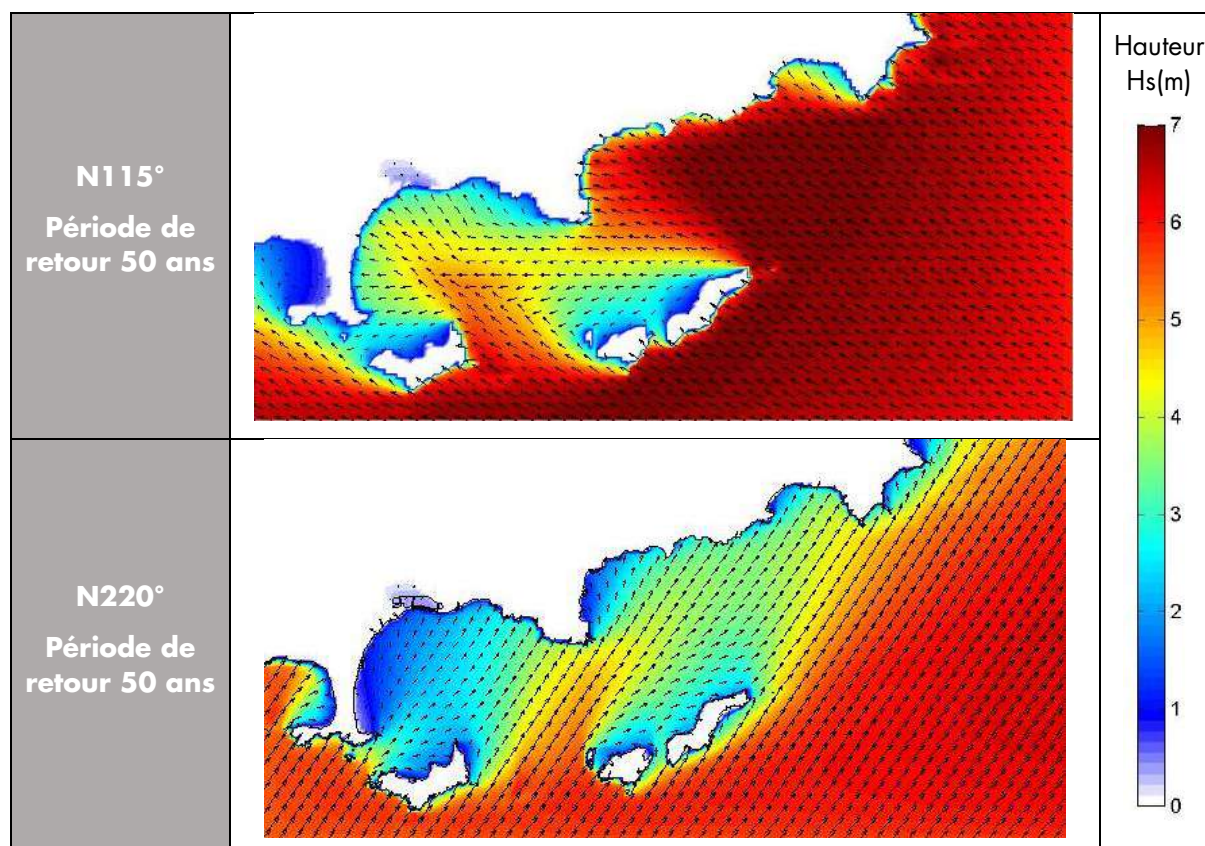 N115°
Période de
retour 50 ans
N220°
Période de
retour 50 ans
Hauteur
Hs(m)
7
6
5
4
3
2
1
0